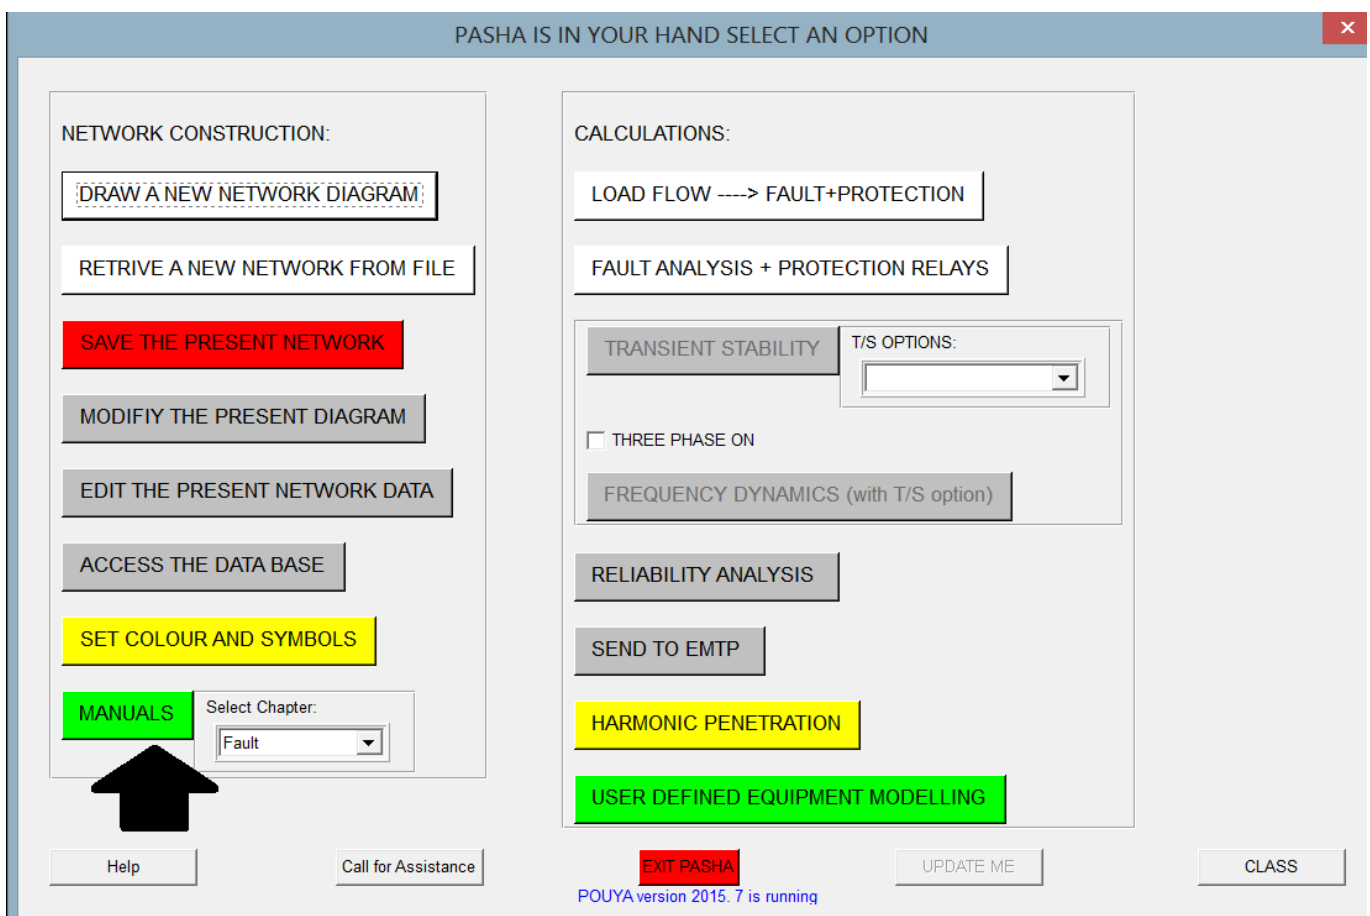 PASHA IS IN YOUR HAND SELECT AN OPTION
NETWORK CONSTRUCTION:
DRAW A NEW NETWORK DIAGRAM
RETRIVE A NEW NETWORK FROM FILE
SAVE THE PRESENT NETWORK
MODIFIY THE PRESENT DIAGRAM
EDIT THE PRESENT NETWORK DATA
ACCESS THE DATA BASE
SET COLOUR AND SYMBOLS
MANUALS
Select Chapter:
Fault
CALCULATIONS:
LOAD FLOW ----> FAULT+PROTECTION
FAULT ANALYSIS + PROTECTION RELAYS
TRANSIENT STABILITY
T/S OPTIONS:
THREE PHASE ON
FREQUENCY DYNAMICS (with T/S option)
RELIABILITY ANALYSIS
SEND TO EMTP
HARMONIC PENETRATION
USER DEFINED EQUIPMENT MODELLING
Help
Call for Assistance
EXIT PASHA
UPDATE ME
CLASS
POUYA version 2015. 7 is running